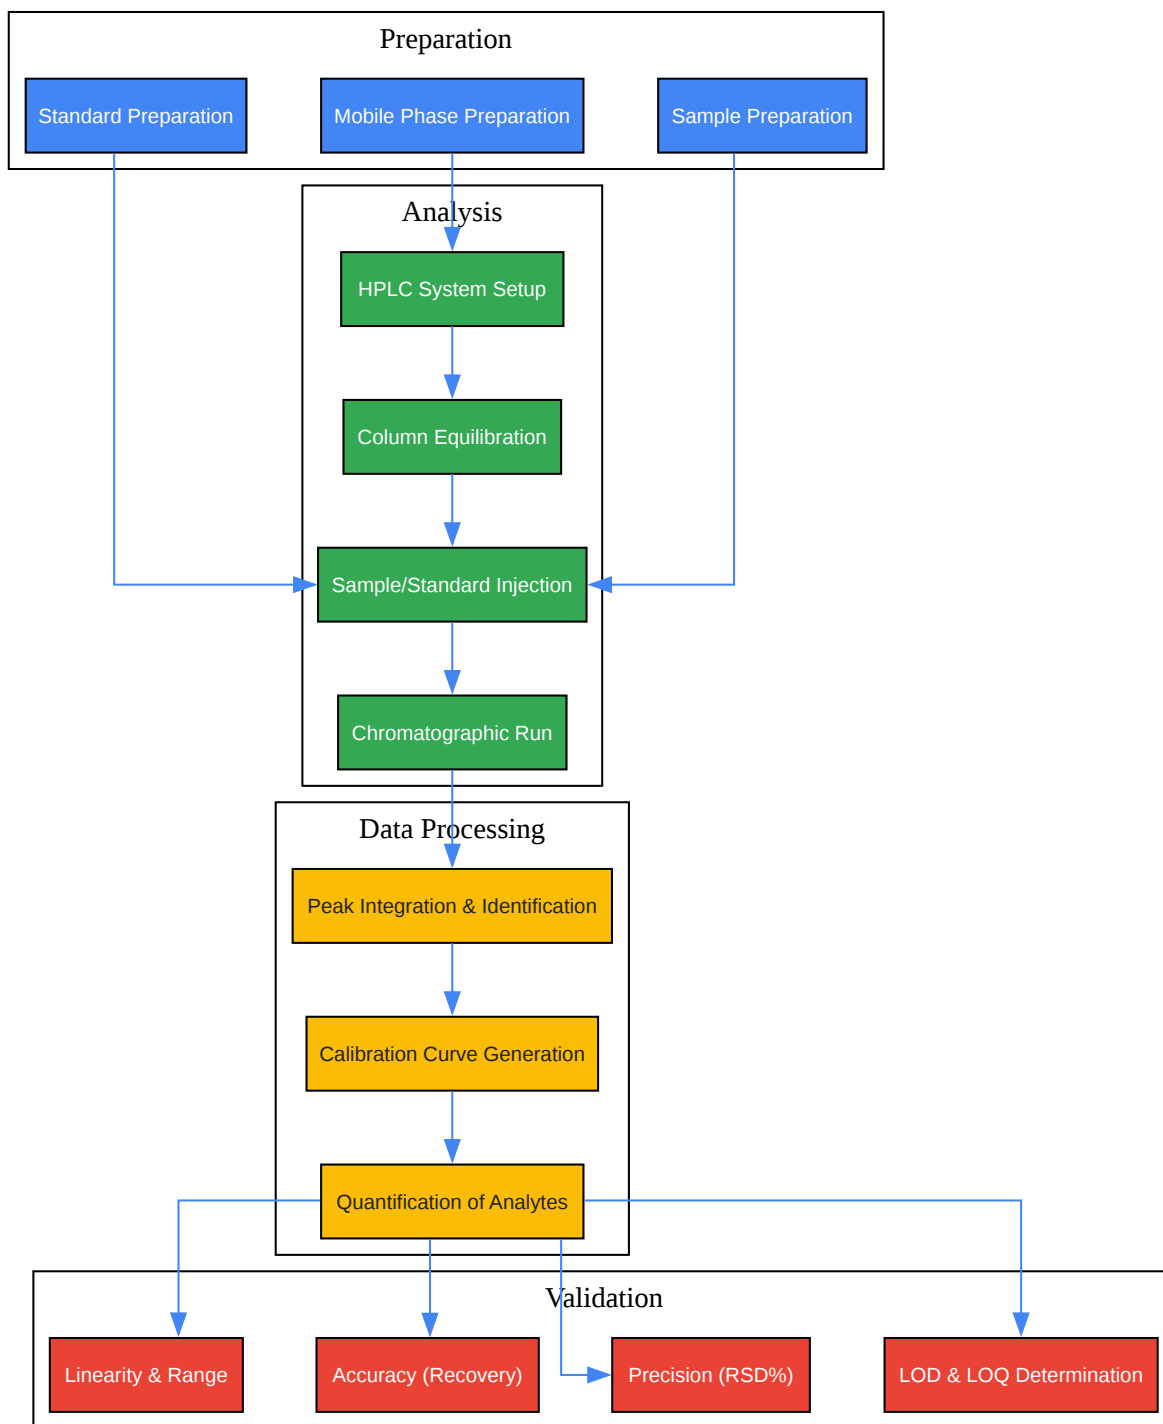 Preparation
Standard Preparation
Mobile Phase Preparation
Sample Preparation
Analysis
HPLC System Setup
Column Equilibration
Sample/Standard Injection
Chromatographic Run
Data Processing
Peak Integration & Identification
Calibration Curve Generation
Quantification of Analytes
Validation
Linearity & Range
Accuracy (Recovery)
Precision (RSD%)
LOD & LOQ Determination